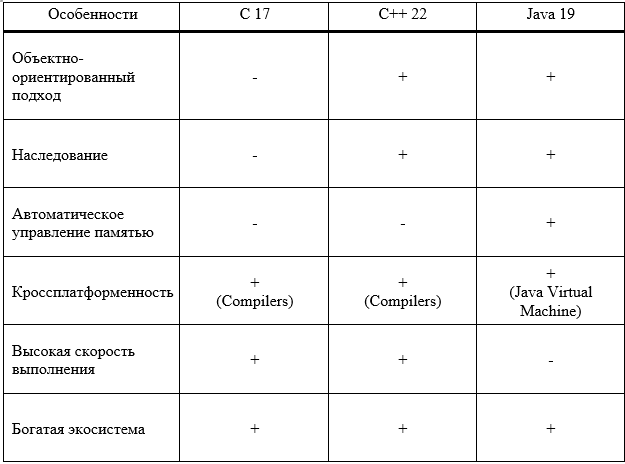 Особенности C 17 C++ 22 Java 19
Объектно-
ориентированный
подход - + +
Наследование - + +
Автоматическое
управление памятью - - +
Кроссплатформенность + (Compilers) + (Compilers) + (Java Virtual Machine)
Высокая скорость
выполнения + + -
Богатая экосистема + + +